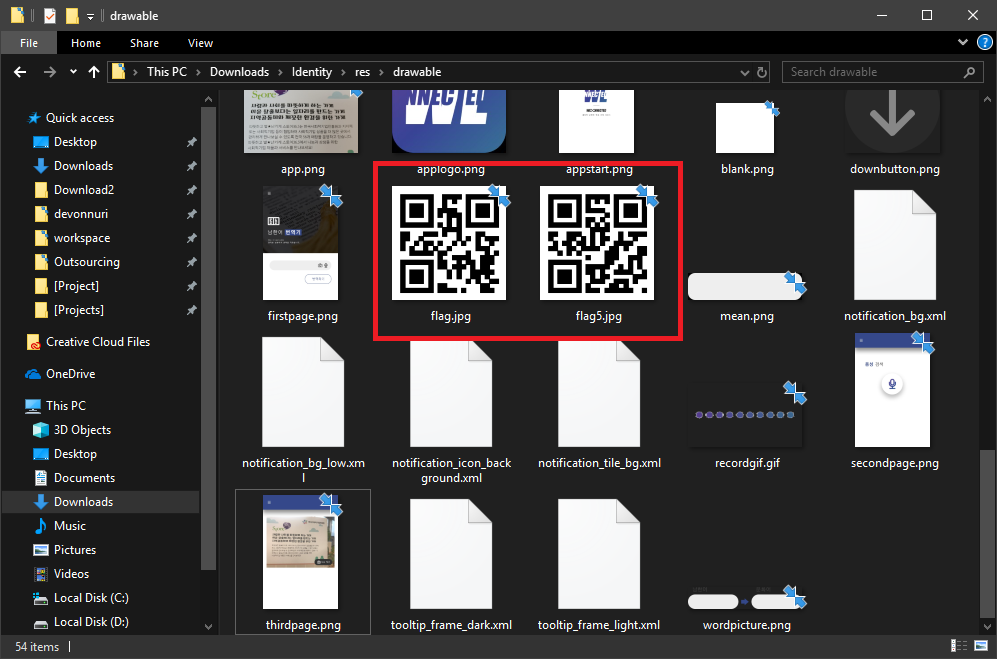 drawable
File Home Share View
This PC Downloads Identity res drawable
Search drawable
Quick access
Desktop
Downloads
Download2
devonnuri
workspace
Outsourcing
[Project]
[Projects]
Creative Cloud Files
OneDrive
This PC
3D Objects
Desktop
Documents
Downloads
Music
Pictures
Videos
Local Disk (C:)
Local Disk (D:)
app.png applogo.png appstart.png blank.png downbutton.png
firstpage.png flag.jpg flag5.jpg mean.png notification_bg.xml
notification_bg_low.xm
l
notification_icon_back
ground.xml
notification_tile_bg.xml recordgif.gif secondpage.png
thirdpage.png tooltip_frame_dark.xml tooltip_frame_light.xml wordpicture.png
54 items